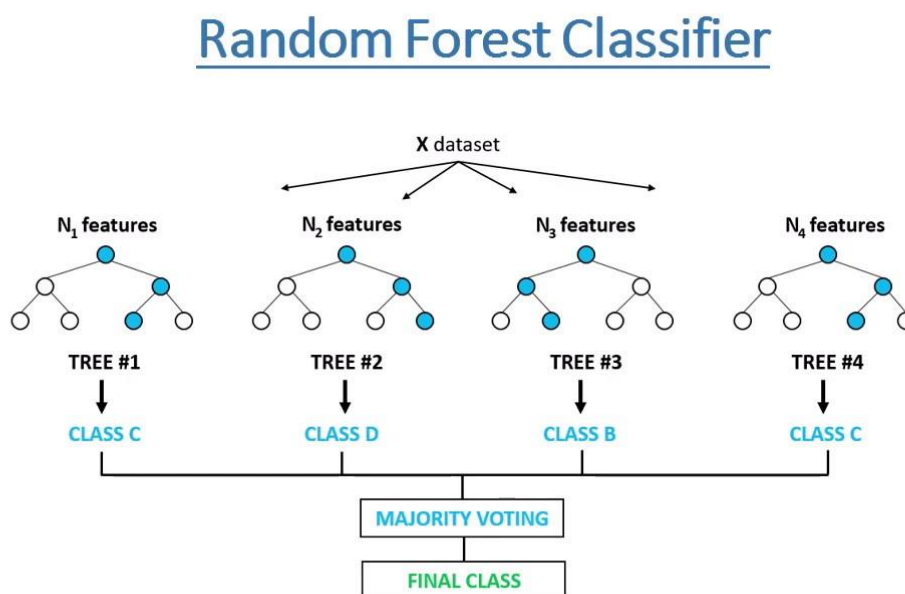 Random Forest Classifier
X dataset
N₁ features N₂ features N₃ features N₄ features
TREE #1 TREE #2 TREE #3 TREE #4
CLASS C CLASS D CLASS B CLASS C
MAJORITY VOTING
FINAL CLASS